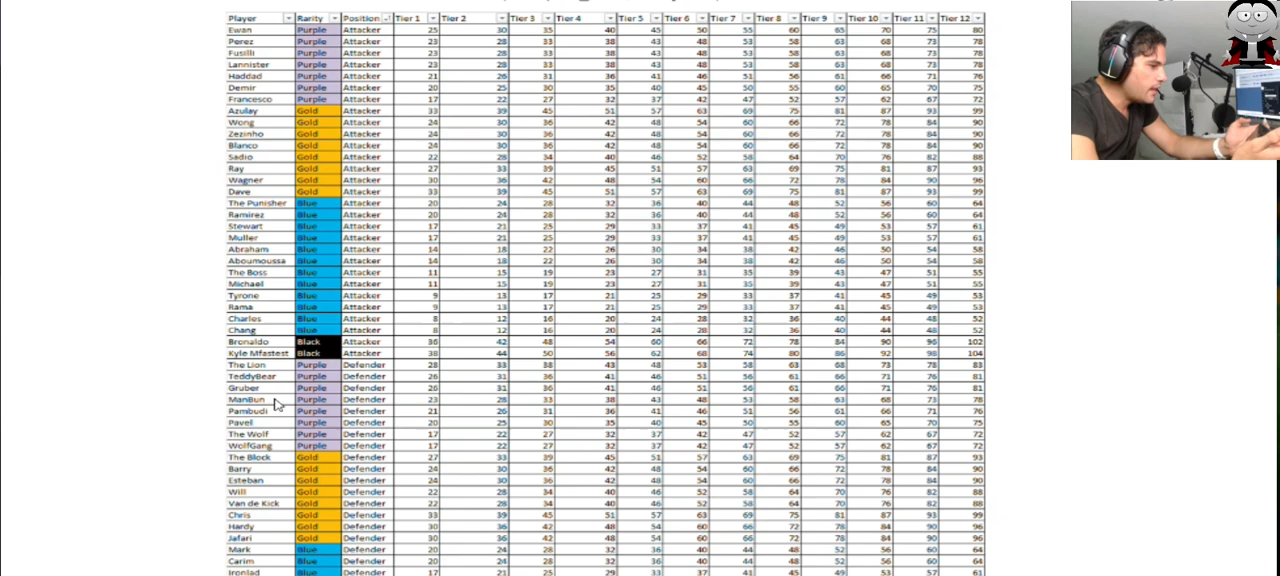 Player Rarity Position Tier 1 Tier 2 Tier 3 Tier 4 Tier 5 Tier 6 Tier 7 Tier 8 Tier 9 Tier 10 Tier 11 Tier 12
Ewan Purple Attacker 25 30 35 40 45 50 55 60 65 70 75 80
Perez Purple Attacker 23 28 33 38 43 48 53 58 63 68 73 78
Fusilli Purple Attacker 23 28 33 38 43 48 53 58 63 68 73 78
Lannister Purple Attacker 23 28 33 38 43 48 53 58 63 68 73 78
Haddad Purple Attacker 21 26 31 36 41 46 51 56 61 66 71 76
Demir Purple Attacker 20 25 30 35 40 45 50 55 60 65 70 75
Francesco Purple Attacker 17 22 27 32 37 42 47 52 57 62 67 72
Azulay Gold Attacker 33 39 45 51 57 63 69 75 81 87 93 99
Wong Gold Attacker 24 30 36 42 48 54 60 66 72 78 84 90
Zezinho Gold Attacker 24 30 36 42 48 54 60 66 72 78 84 90
Blanco Gold Attacker 24 30 36 42 48 54 60 66 72 78 84 90
Sadio Gold Attacker 22 28 34 40 46 52 58 64 70 76 82 88
Ray Gold Attacker 27 33 39 45 51 57 63 69 75 81 87 93
Wagner Gold Attacker 30 36 42 48 54 60 66 72 78 84 90 96
Dave Gold Attacker 33 39 45 51 57 63 69 75 81 87 93 99
The Punisher Blue Attacker 20 24 28 32 36 40 44 48 52 56 60 64
Ramirez Blue Attacker 20 24 28 32 36 40 44 48 52 56 60 64
Stewart Blue Attacker 17 21 25 29 33 37 41 45 49 53 57 61
Muller Blue Attacker 17 21 25 29 33 37 41 45 49 53 57 61
Abraham Blue Attacker 14 18 22 26 30 34 38 42 46 50 54 58
Aboumoussa Blue Attacker 14 18 22 26 30 34 38 42 46 50 54 58
The Boss Blue Attacker 11 15 19 23 27 31 35 39 43 47 51 55
Michael Blue Attacker 11 15 19 23 27 31 35 39 43 47 51 55
Tyrone Blue Attacker 9 13 17 21 25 29 33 37 41 45 49 53
Rama Blue Attacker 9 13 17 21 25 29 33 37 41 45 49 53
Charles Blue Attacker 8 12 16 20 24 28 32 36 40 44 48 52
Chang Blue Attacker 8 12 16 20 24 28 32 36 40 44 48 52
Bronaldo Black Attacker 36 42 48 54 60 66 72 78 84 90 96 102
Kyle Mfastest Black Attacker 38 44 50 56 62 68 74 80 86 92 98 104
The Lion Purple Defender 28 33 38 43 48 53 58 63 68 73 78 83
TeddyBear Purple Defender 26 31 36 41 46 51 56 61 66 71 76 81
Gruber Purple Defender 26 31 36 41 46 51 56 61 66 71 76 81
ManBun Purple Defender 23 28 33 38 43 48 53 58 63 68 73 78
Pambudi Purple Defender 21 26 31 36 41 46 51 56 61 66 71 76
Pavel Purple Defender 20 25 30 35 40 45 50 55 60 65 70 75
The Wolf Purple Defender 17 22 27 32 37 42 47 52 57 62 67 72
WolfGang Purple Defender 17 22 27 32 37 42 47 52 57 62 67 72
The Block Gold Defender 27 33 39 45 51 57 63 69 75 81 87 93
Barry Gold Defender 24 30 36 42 48 54 60 66 72 78 84 90
Esteban Gold Defender 24 30 36 42 48 54 60 66 72 78 84 90
Will Gold Defender 22 28 34 40 46 52 58 64 70 76 82 88
Van de Kick Gold Defender 22 28 34 40 46 52 58 64 70 76 82 88
Chris Gold Defender 33 39 45 51 57 63 69 75 81 87 93 99
Hardy Gold Defender 30 36 42 48 54 60 66 72 78 84 90 96
Jafari Gold Defender 30 36 42 48 54 60 66 72 78 84 90 96
Mark Blue Defender 20 24 28 32 36 40 44 48 52 56 60 64
Carim Blue Defender 20 24 28 32 36 40 44 48 52 56 60 64
Ironlad Blue Defender 17 21 25 29 33 37 41 45 49 53 57 61